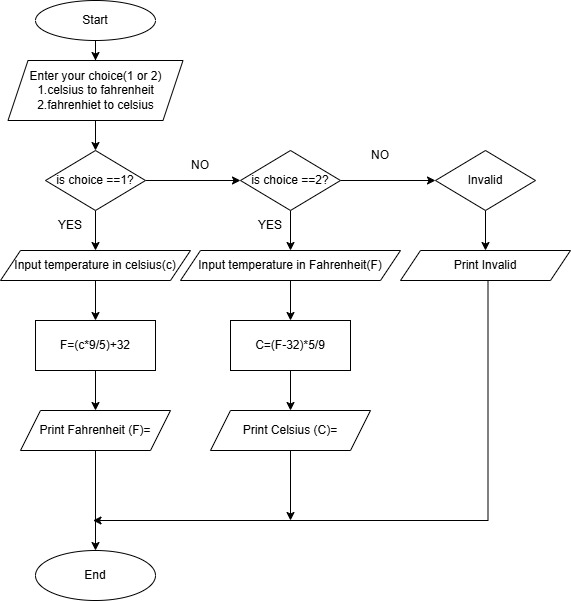 Start
Enter your choice(1 or 2)
1.celsius to fahrenheit
2.fahrenhiet to celsius
NO
NO
is choice ==1?
is choice ==2?
Invalid
YES
YES
Input temperature in celsius(c)
Input temperature in Fahrenheit(F)
Print Invalid
F=(c*9/5)+32
C=(F-32)*5/9
Print Fahrenheit (F)=
Print Celsius (C)=
End